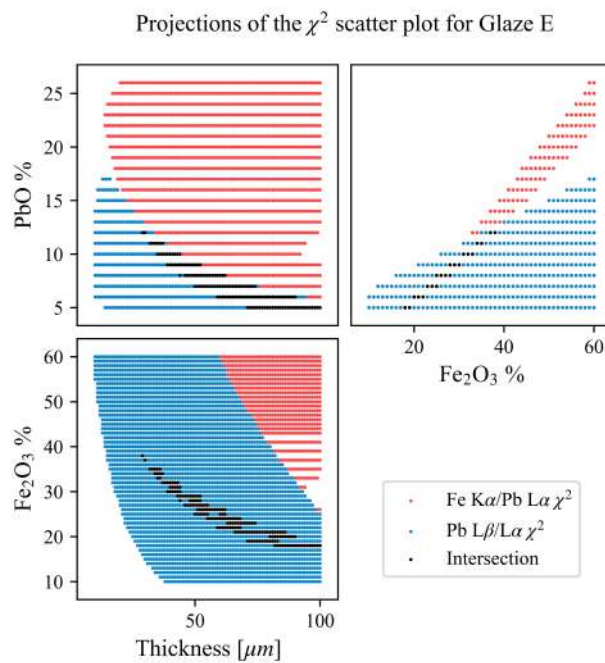 Projections of the χ² scatter plot for Glaze E
PbO %
25
20
15
10
5
20
40
60
Fe₂O₃ %
Fe₂O₃ %
60
50
40
30
20
10
50
100
Thickness [μm]
Fe Kα/Pb Lα χ²
Pb Lβ/Lα χ²
Intersection